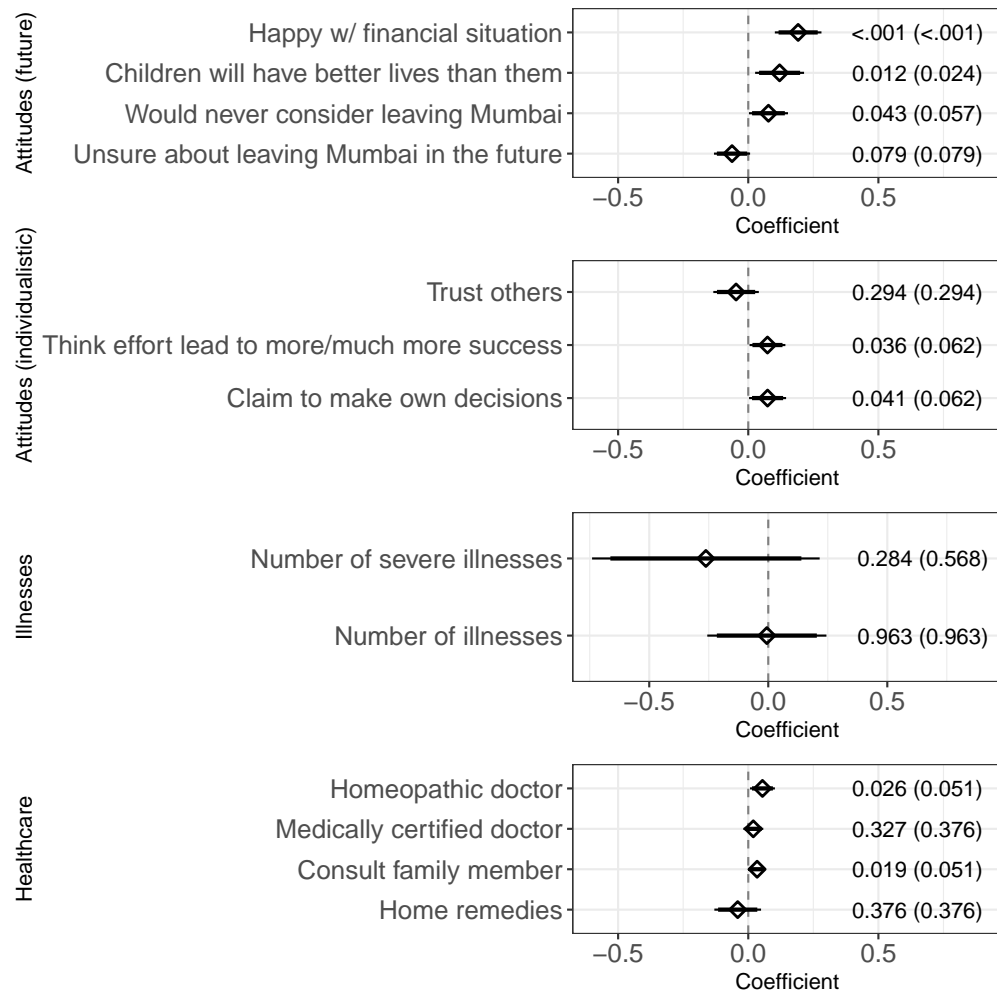 Attitudes (future)
Happy w/ financial situation <.001 (<.001)
Children will have better lives than them 0.012 (0.024)
Would never consider leaving Mumbai 0.043 (0.057)
Unsure about leaving Mumbai in the future 0.079 (0.079)
−0.5 0.0 0.5
Coefficient
Attitudes (individualistic)
Trust others 0.294 (0.294)
Think effort lead to more/much more success 0.036 (0.062)
Claim to make own decisions 0.041 (0.062)
−0.5 0.0 0.5
Coefficient
Illnesses
Number of severe illnesses 0.284 (0.568)
Number of illnesses 0.963 (0.963)
−0.5 0.0 0.5
Coefficient
Healthcare
Homeopathic doctor 0.026 (0.051)
Medically certified doctor 0.327 (0.376)
Consult family member 0.019 (0.051)
Home remedies 0.376 (0.376)
−0.5 0.0 0.5
Coefficient